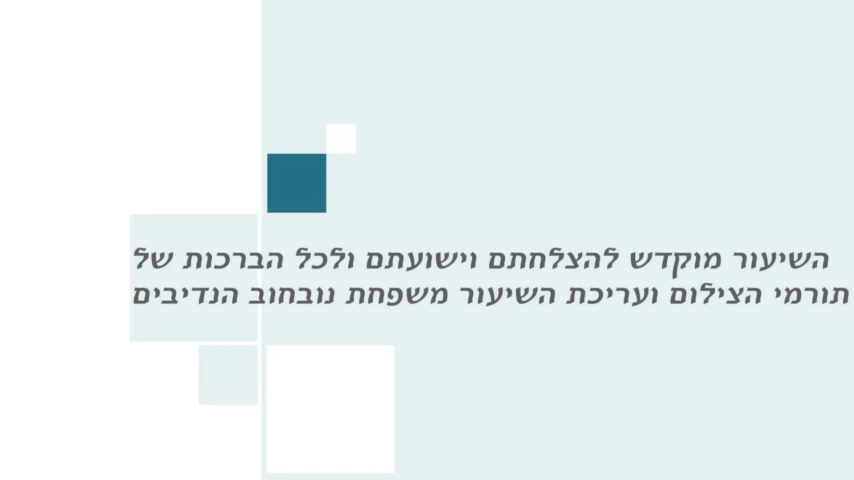 השיעור מוקדש להצלחתם וישועתם ולכל הברכות של
תורמי הצילום ועריכת השיעור משפחת נובחוב הנדיבים